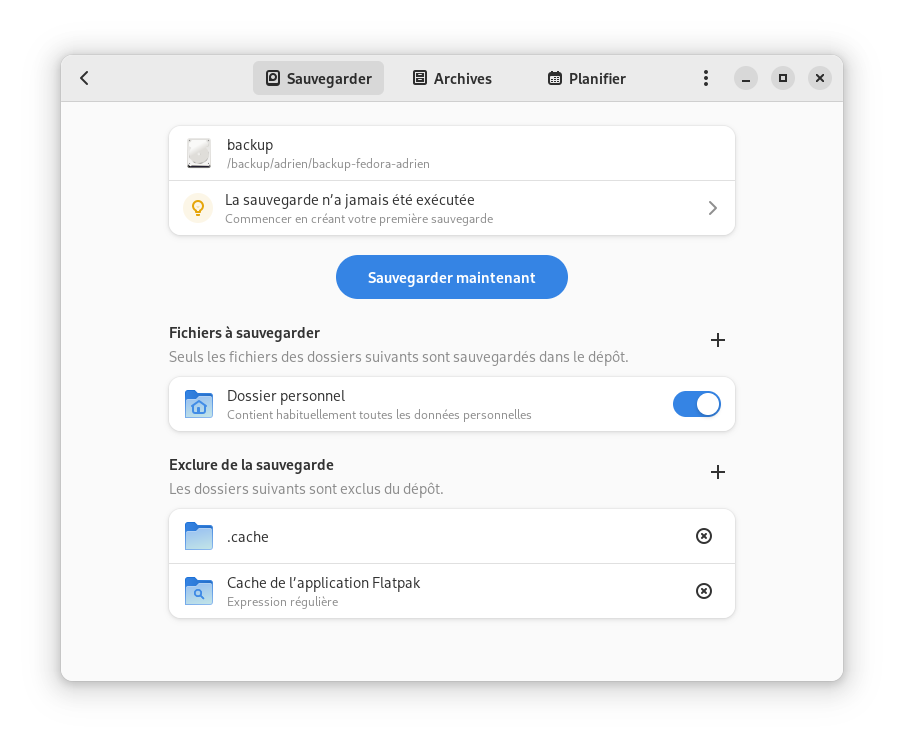 Sauvegarder Archives Planifier
backup
/backup/adrien/backup-fedora-adrien
La sauvegarde n’a jamais été exécutée
Commencer en créant votre première sauvegarde
Sauvegarder maintenant
Fichiers à sauvegarder
Seuls les fichiers des dossiers suivants sont sauvegardés dans le dépôt.
Dossier personnel
Contient habituellement toutes les données personnelles
Exclure de la sauvegarde
Les dossiers suivants sont exclus du dépôt.
.cache
Cache de l’application Flatpak
Expression régulière